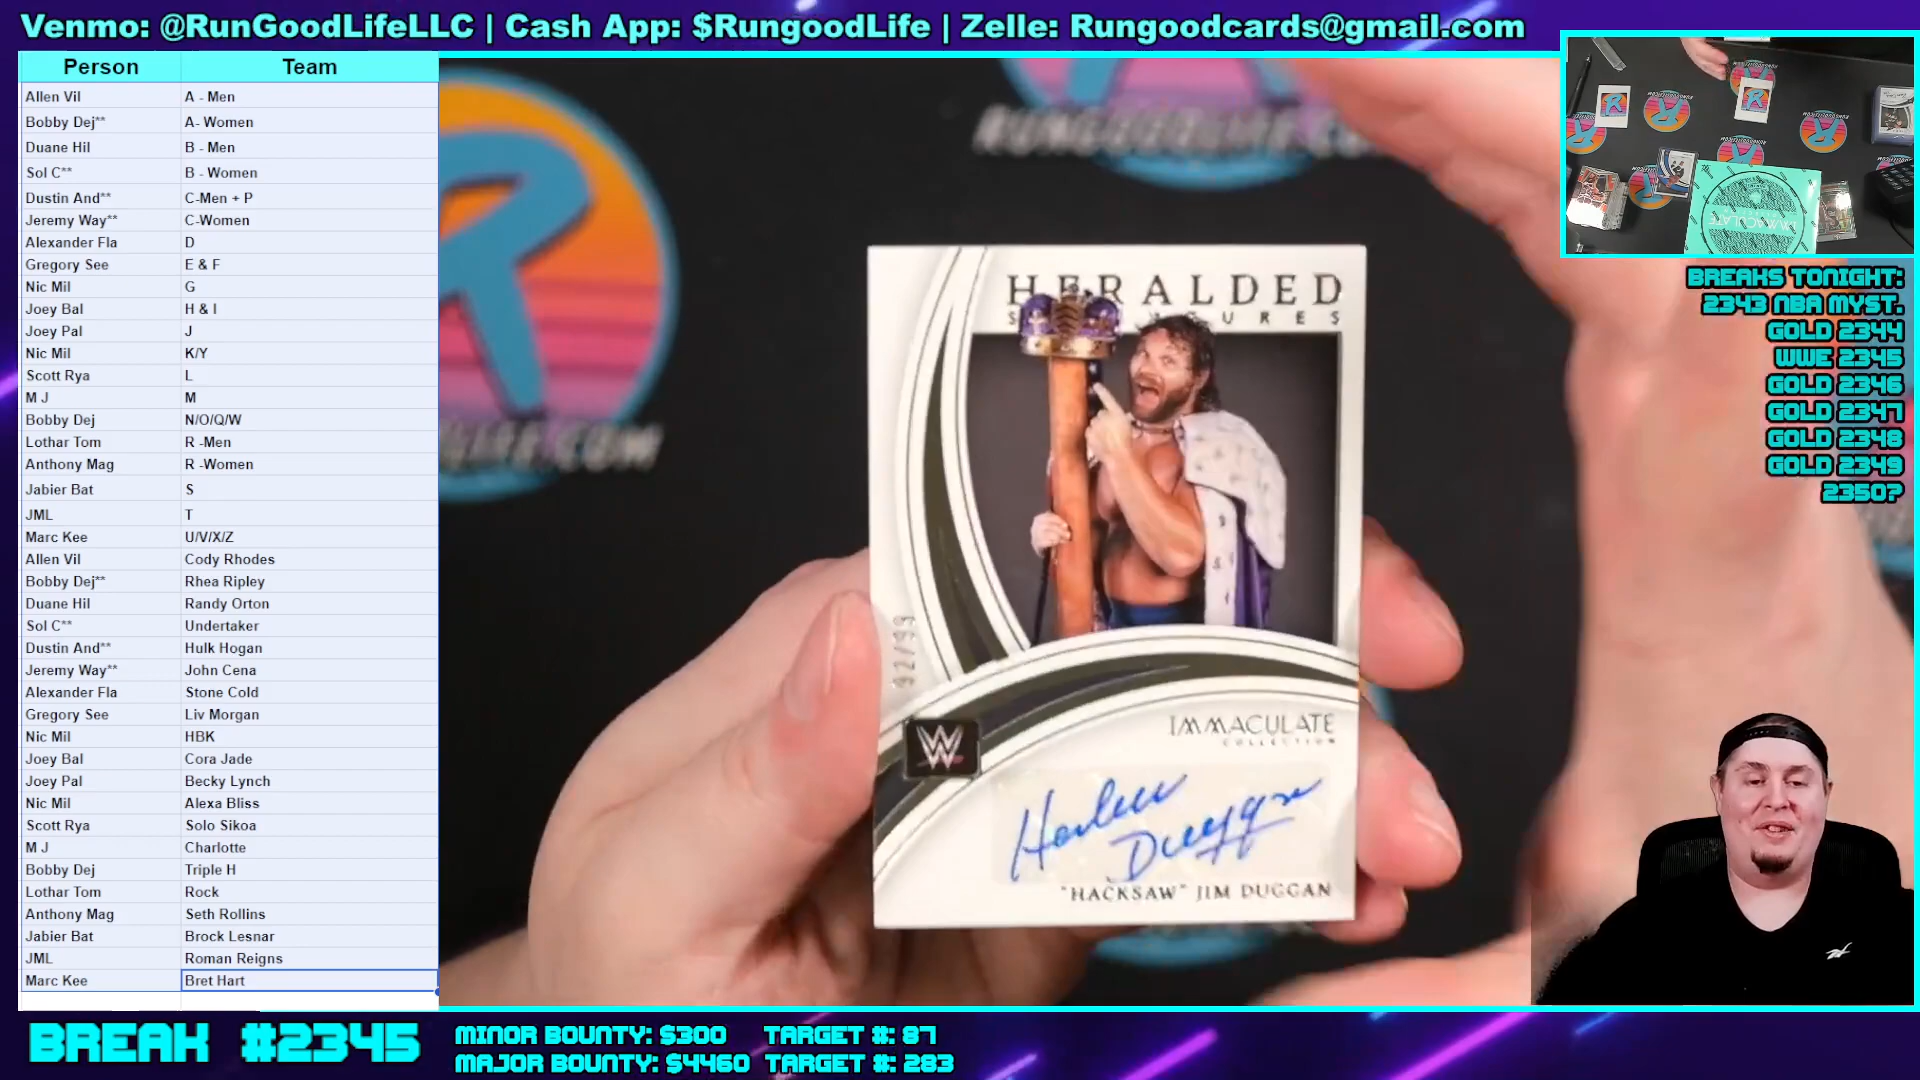 Venmo: @RunGoodLifeLLC | Cash App: $RungoodLife | Zelle: Rungoodcards@gmail.com
Person Team
Allen Vil A - Men
Bobby Dej** A- Women
Duane Hil B - Men
Sol C** B - Women
Dustin And** C-Men + P
Jeremy Way** C-Women
Alexander Fla D
Gregory See E & F
Nic Mil G
Joey Bal H & I
Joey Pal J
Nic Mil K/Y
Scott Rya L
M J M
Bobby Dej N/O/Q/W
Lothar Tom R -Men
Anthony Mag R -Women
Jabier Bat S
JML T
Marc Kee U/V/X/Z
Allen Vil Cody Rhodes
Bobby Dej** Rhea Ripley
Duane Hil Randy Orton
Sol C** Undertaker
Dustin And** Hulk Hogan
Jeremy Way** John Cena
Alexander Fla Stone Cold
Gregory See Liv Morgan
Nic Mil HBK
Joey Bal Cora Jade
Joey Pal Becky Lynch
Nic Mil Alexa Bliss
Scott Rya Solo Sikoa
M J Charlotte
Bobby Dej Triple H
Lothar Tom Rock
Anthony Mag Seth Rollins
Jabier Bat Brock Lesnar
JML Roman Reigns
Marc Kee Bret Hart
HERALDED
92/99
W
IMMACULATE
COLLECTION
Hacksaw
Duggan
"HACKSAW" JIM DUGGAN
IMMACULATE
BREAKS TONIGHT:
2343 NBA MYST.
GOLD 2344
WWE 2345
GOLD 2346
GOLD 2347
GOLD 2348
GOLD 2349
2350?
BREAK #2345
MINOR BOUNTY: $300 TARGET #: 87
MAJOR BOUNTY: $4460 TARGET #: 283